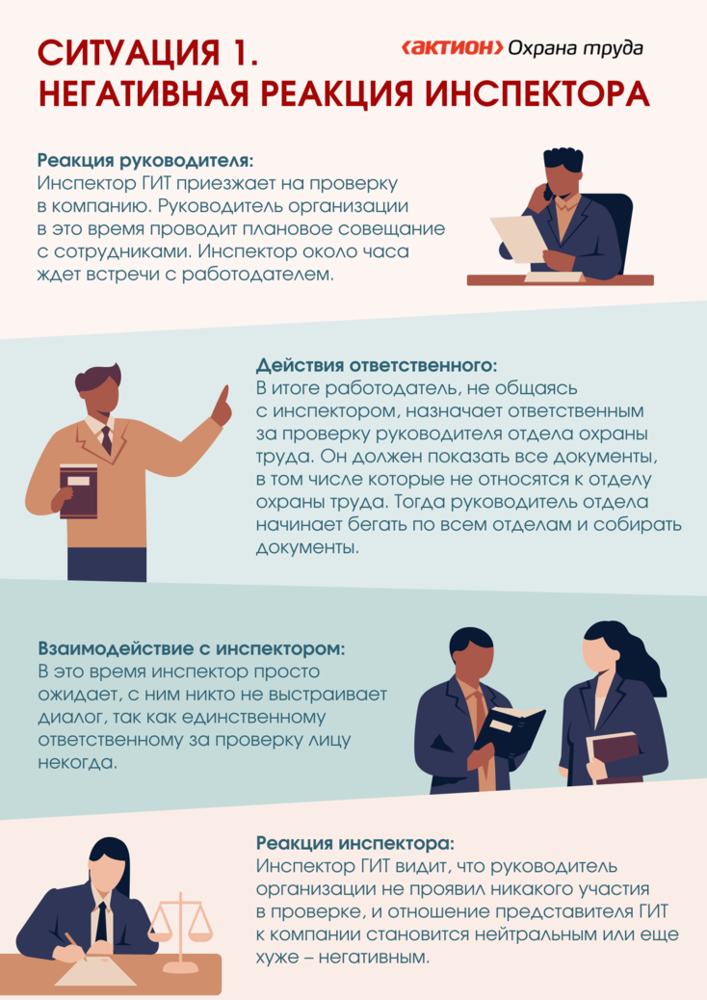 СИТУАЦИЯ 1.
‹актион› Охрана труда
НЕГАТИВНАЯ РЕАКЦИЯ ИНСПЕКТОРА
Реакция руководителя:
Инспектор ГИТ приезжает на проверку
в компанию. Руководитель организации
в это время проводит плановое совещание
с сотрудниками. Инспектор около часа
ждет встречи с работодателем.
Действия ответственного:
В итоге работодатель, не общаясь
с инспектором, назначает ответственным
за проверку руководителя отдела охраны
труда. Он должен показать все документы,
в том числе которые не относятся к отделу
охраны труда. Тогда руководитель отдела
начинает бегать по всем отделам и собирать
документы.
Взаимодействие с инспектором:
В это время инспектор просто
ожидает, с ним никто не выстраивает
диалог, так как единственному
ответственному за проверку лицу
некогда.
Реакция инспектора:
Инспектор ГИТ видит, что руководитель
организации не проявил никакого участия
в проверке, и отношение представителя ГИТ
к компании становится нейтральным или еще
хуже – негативным.